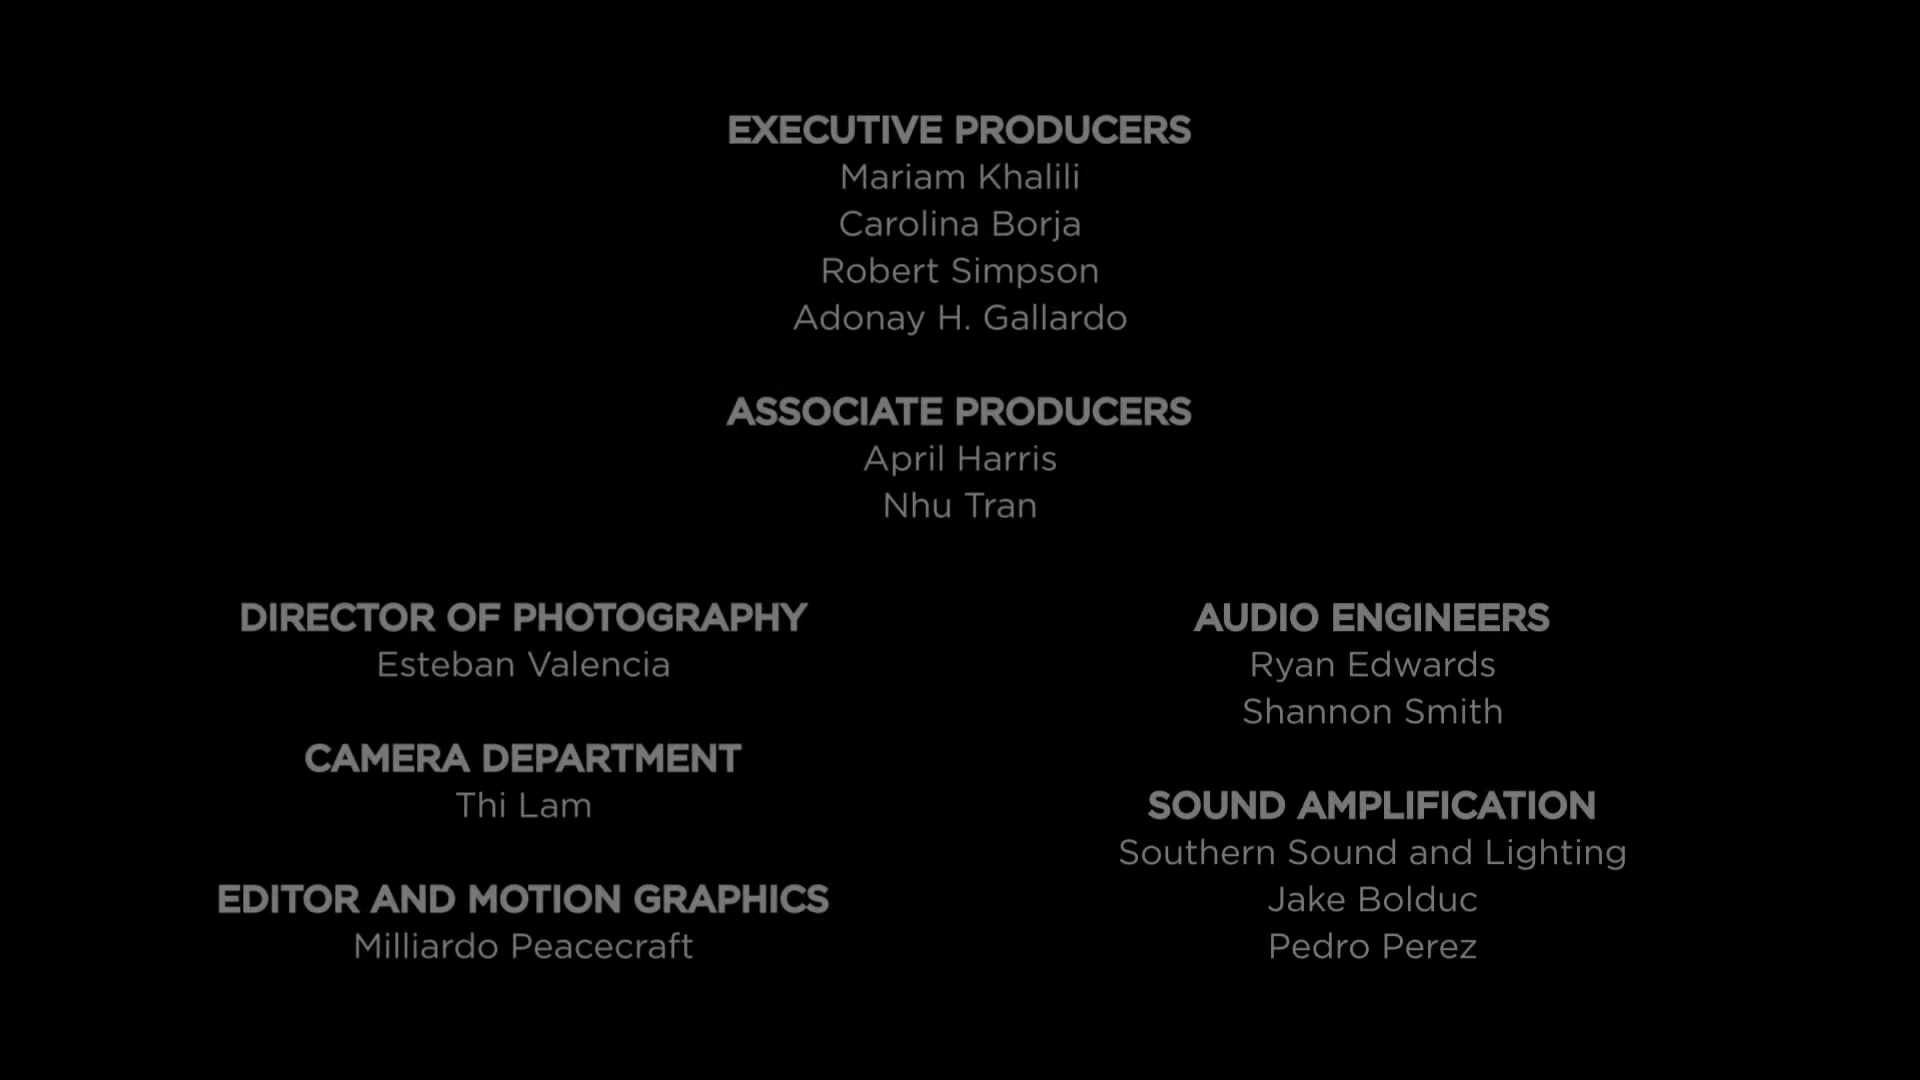 EXECUTIVE PRODUCERS
Mariam Khalili
Carolina Borja
Robert Simpson
Adonay H. Gallardo
ASSOCIATE PRODUCERS
April Harris
Nhu Tran
DIRECTOR OF PHOTOGRAPHY
Esteban Valencia
CAMERA DEPARTMENT
Thi Lam
EDITOR AND MOTION GRAPHICS
Milliardo Peacecraft
AUDIO ENGINEERS
Ryan Edwards
Shannon Smith
SOUND AMPLIFICATION
Southern Sound and Lighting
Jake Bolduc
Pedro Perez